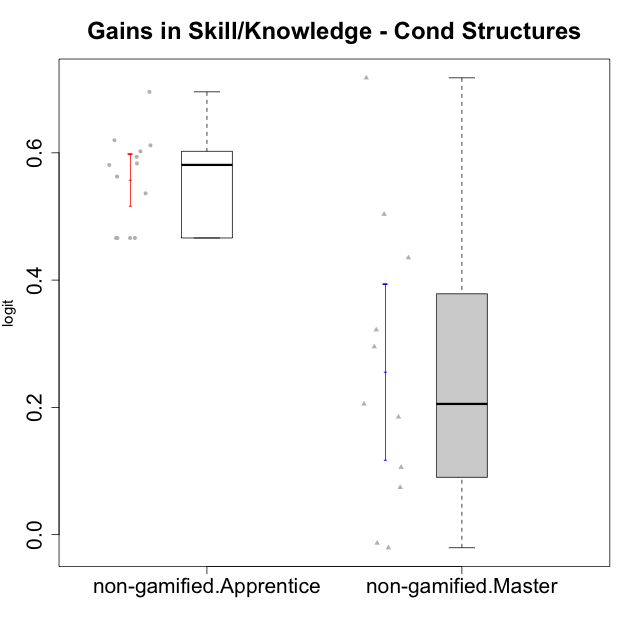 Gains in Skill/Knowledge - Cond Structures
logit
0.6
0.4
0.2
0.0
non-gamified.Apprentice
non-gamified.Master